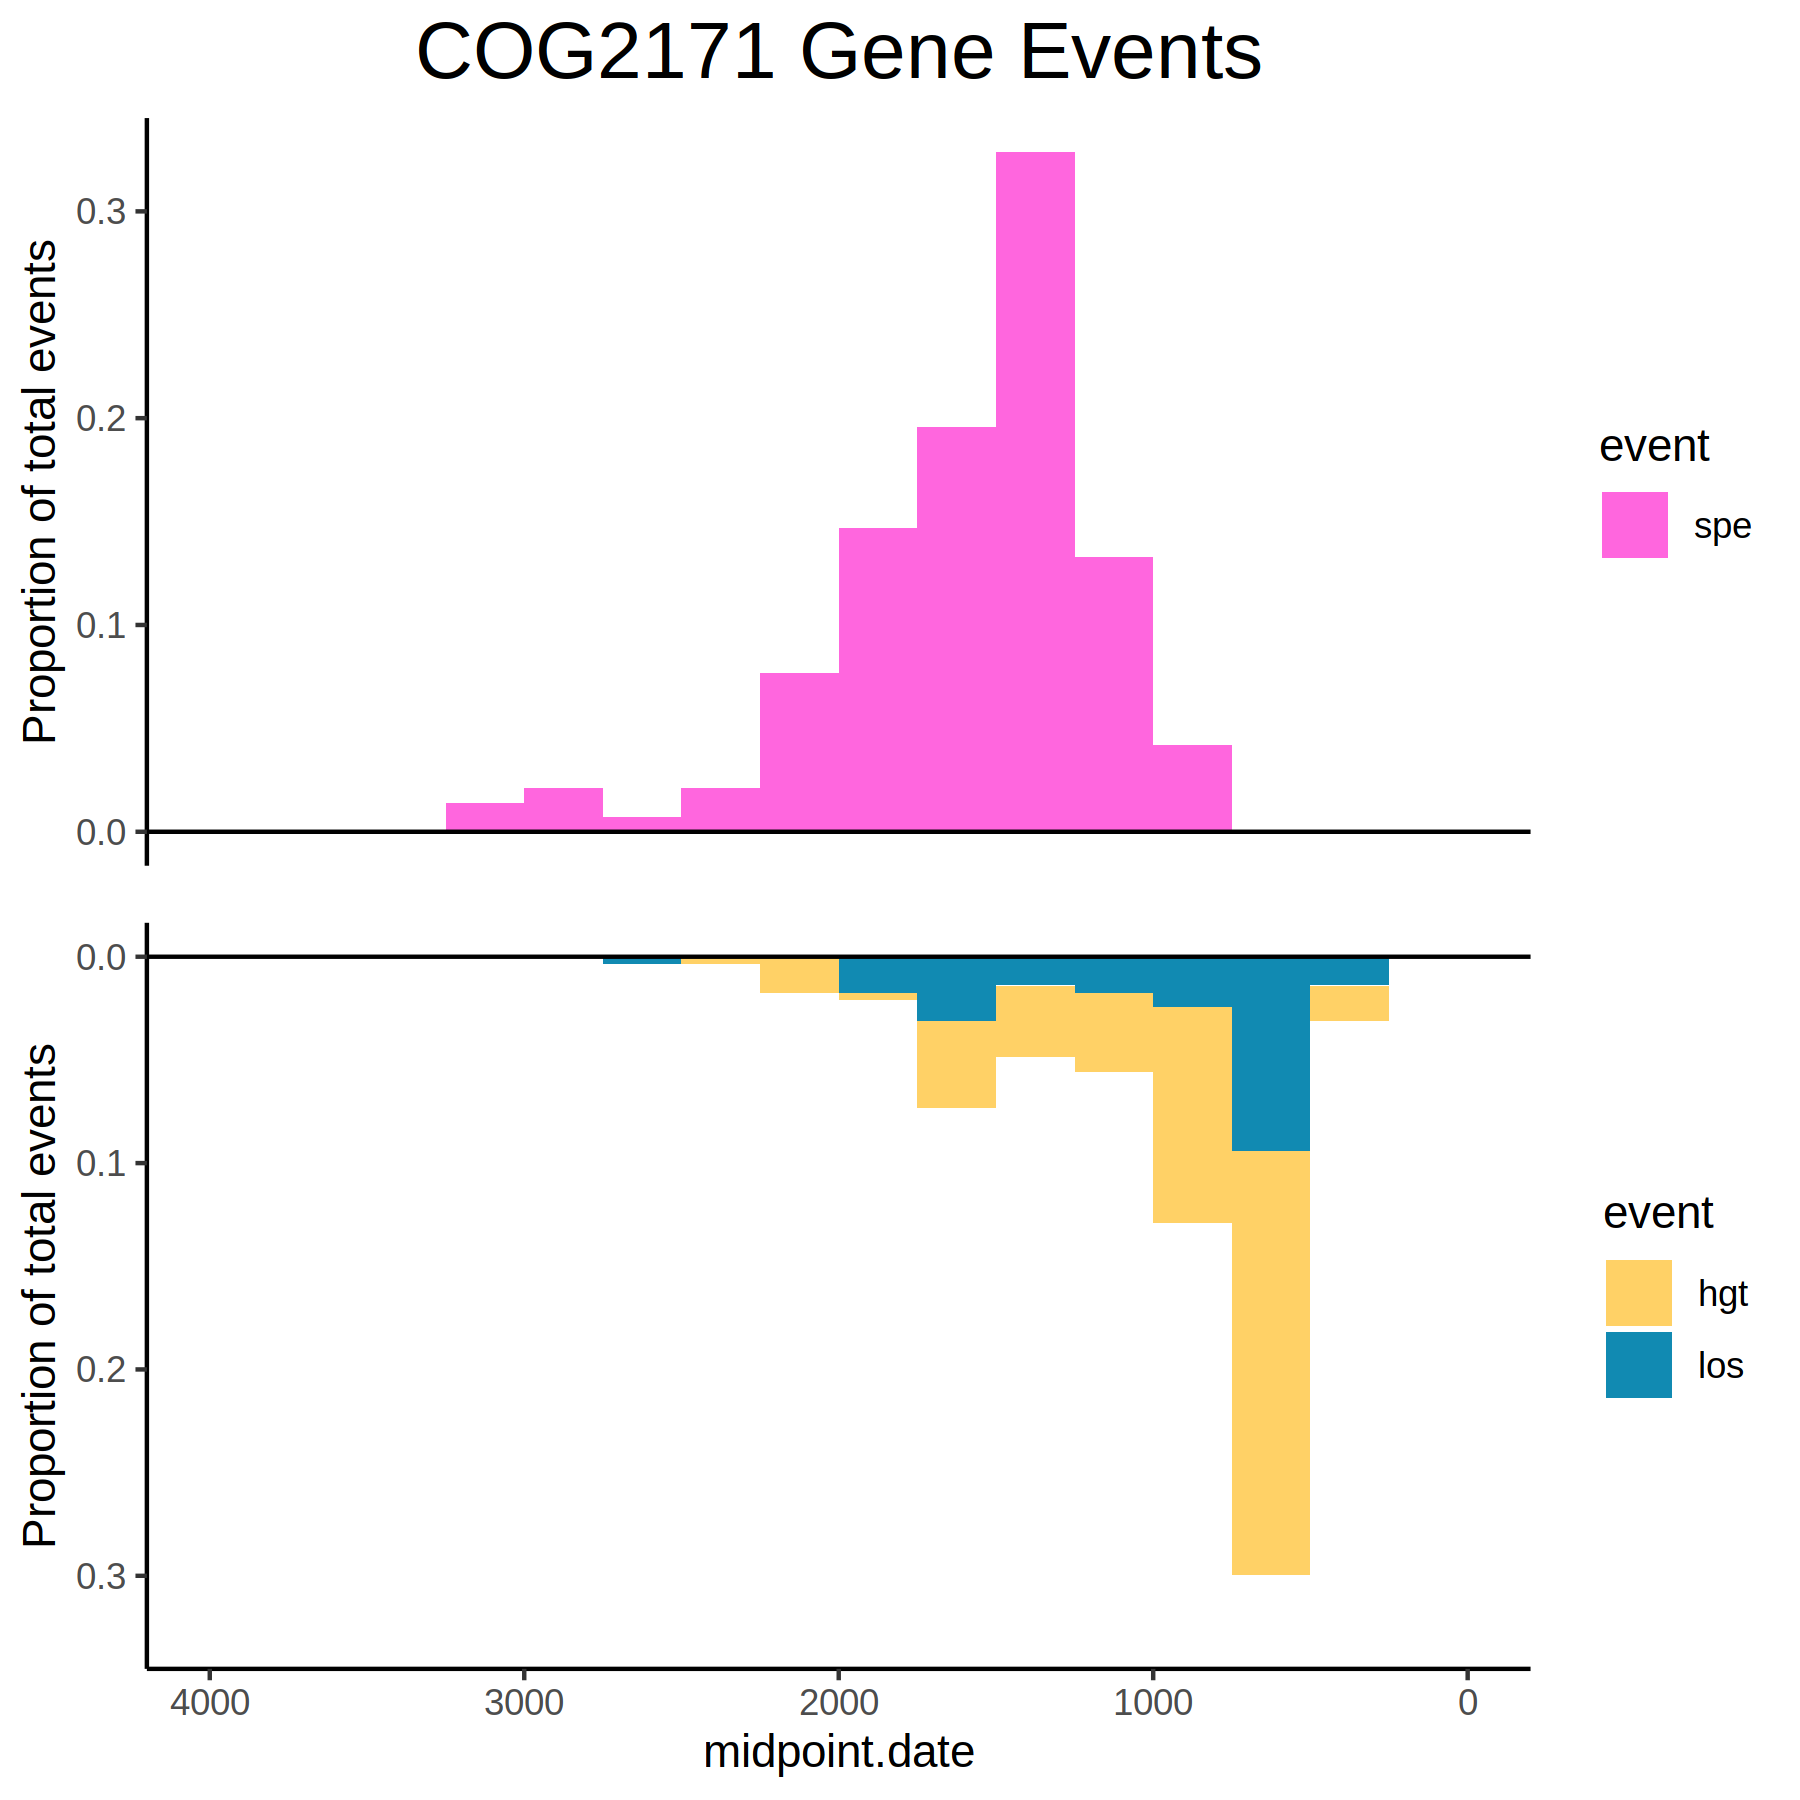 COG2171 Gene Events
Proportion of total events
0.3
0.2
0.1
0.0
event
spe
Proportion of total events
0.0
0.1
0.2
0.3
event
hgt
los
4000 3000 2000 1000 0
midpoint.date